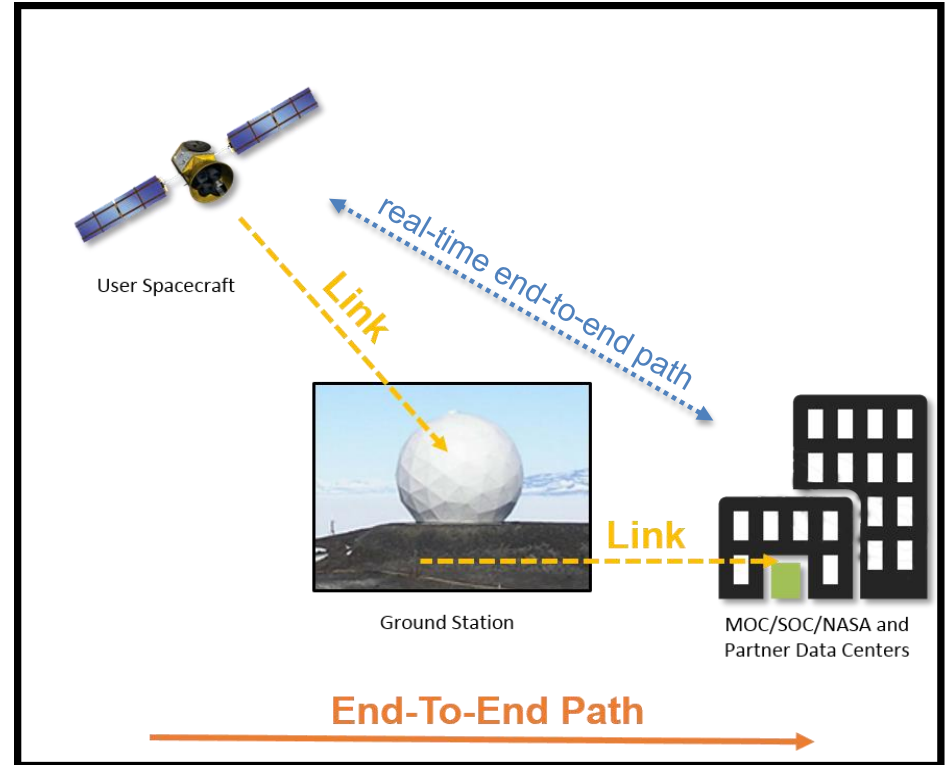 real-time end-to-end path
User Spacecraft
Link
Link
Ground Station
MOC/SOC/NASA and
Partner Data Centers
End-To-End Path